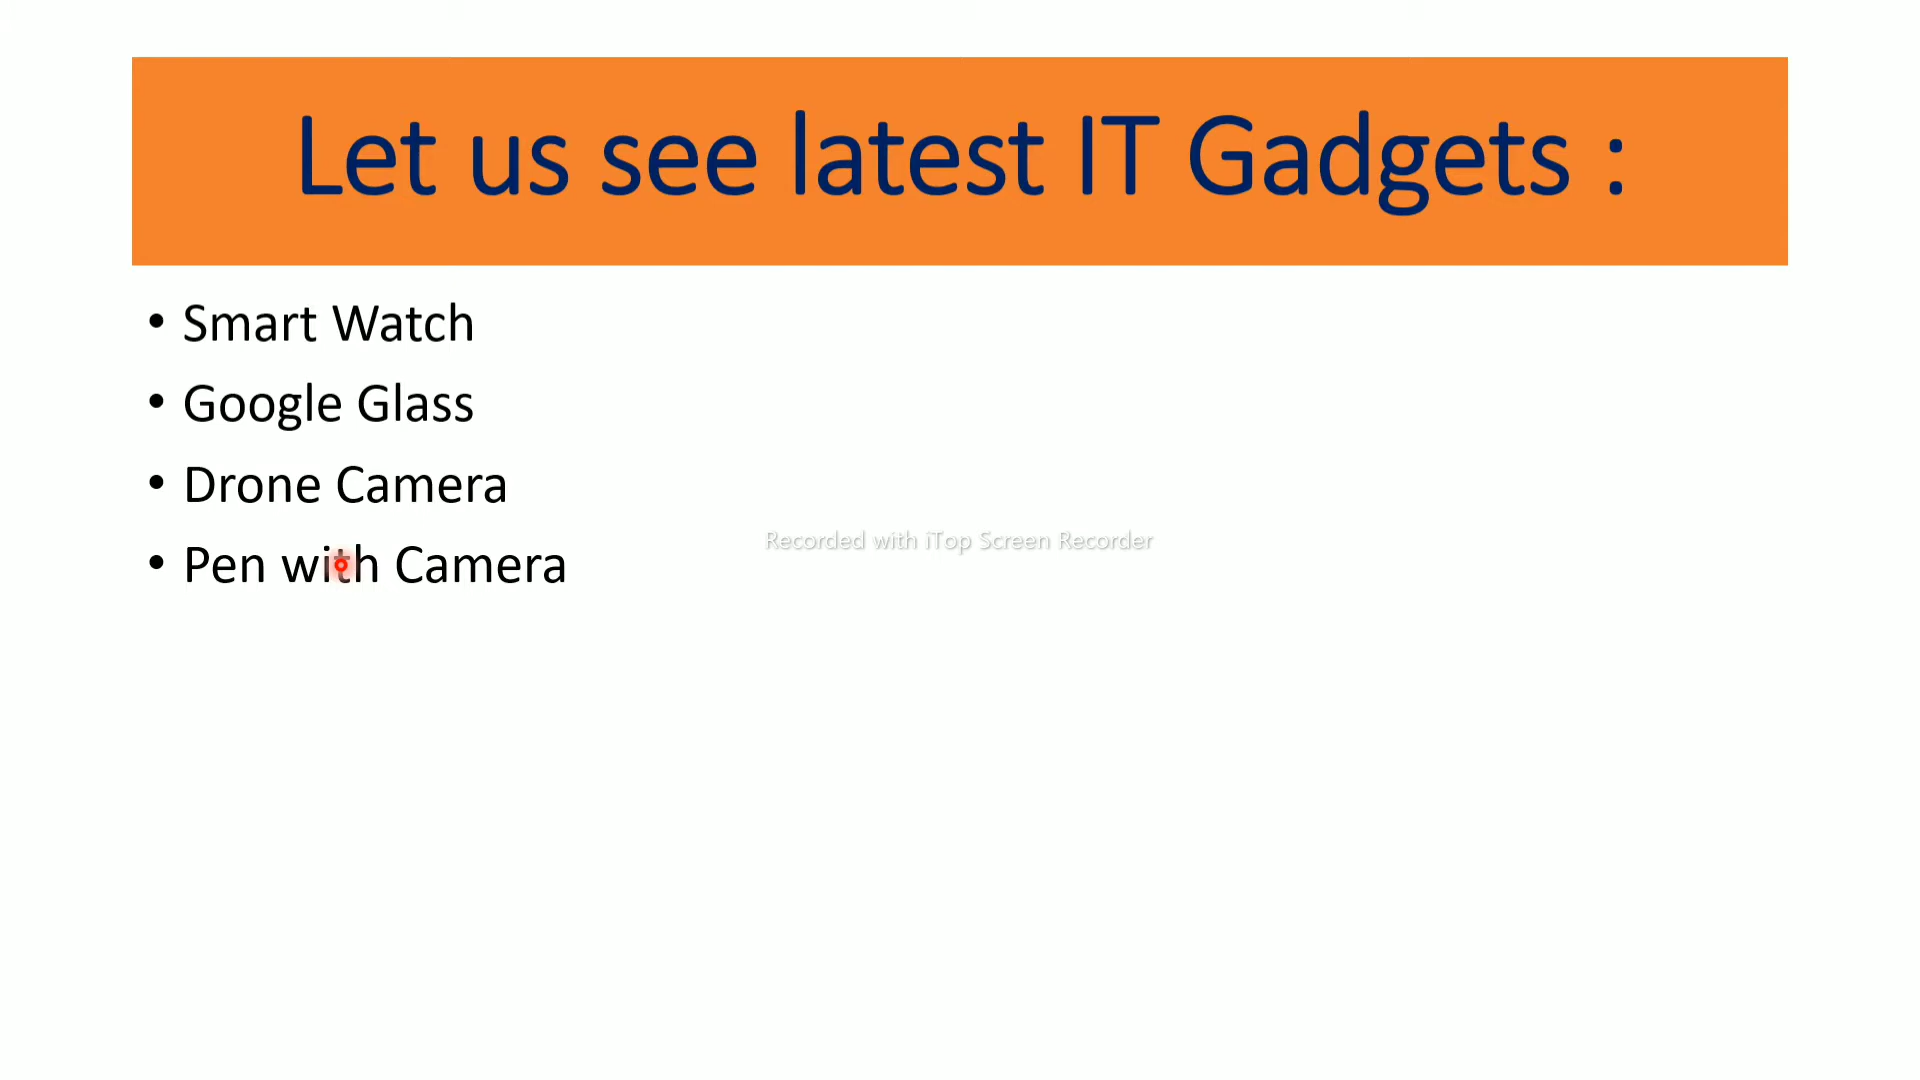 Let us see latest IT Gadgets :
• Smart Watch
• Google Glass
• Drone Camera
• Pen with Camera
Recorded with iTop Screen Recorder